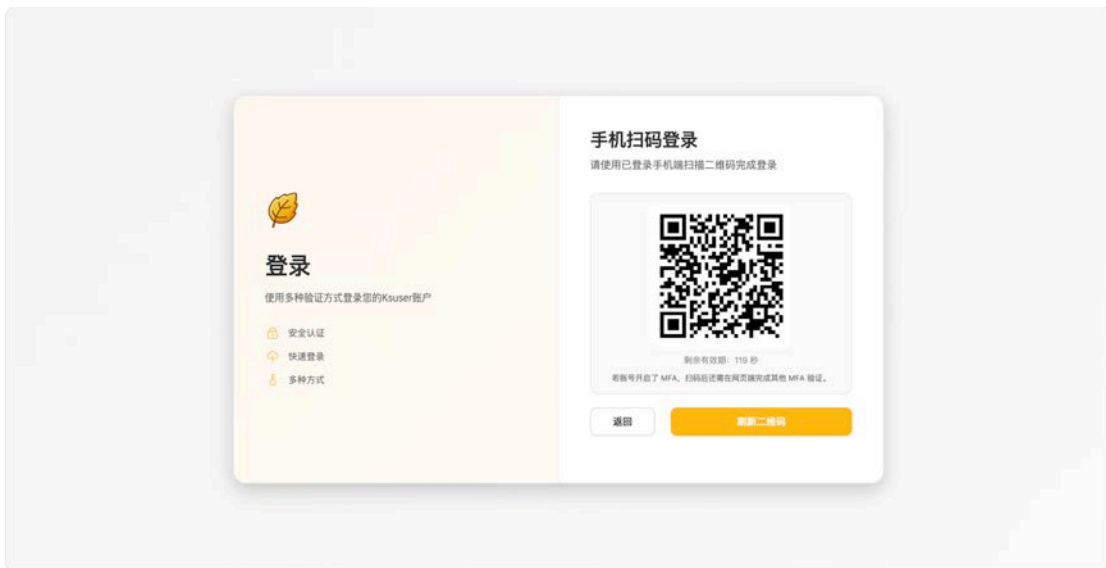 登录
使用多种验证方式登录您的Ksuser账户
安全认证
快速登录
多种方式
手机扫码登录
请使用已登录手机端扫描二维码完成登录
剩余有效期：119 秒
若账号开启了 MFA，扫码后还需在网页端完成其他 MFA 验证。
返回
刷新二维码